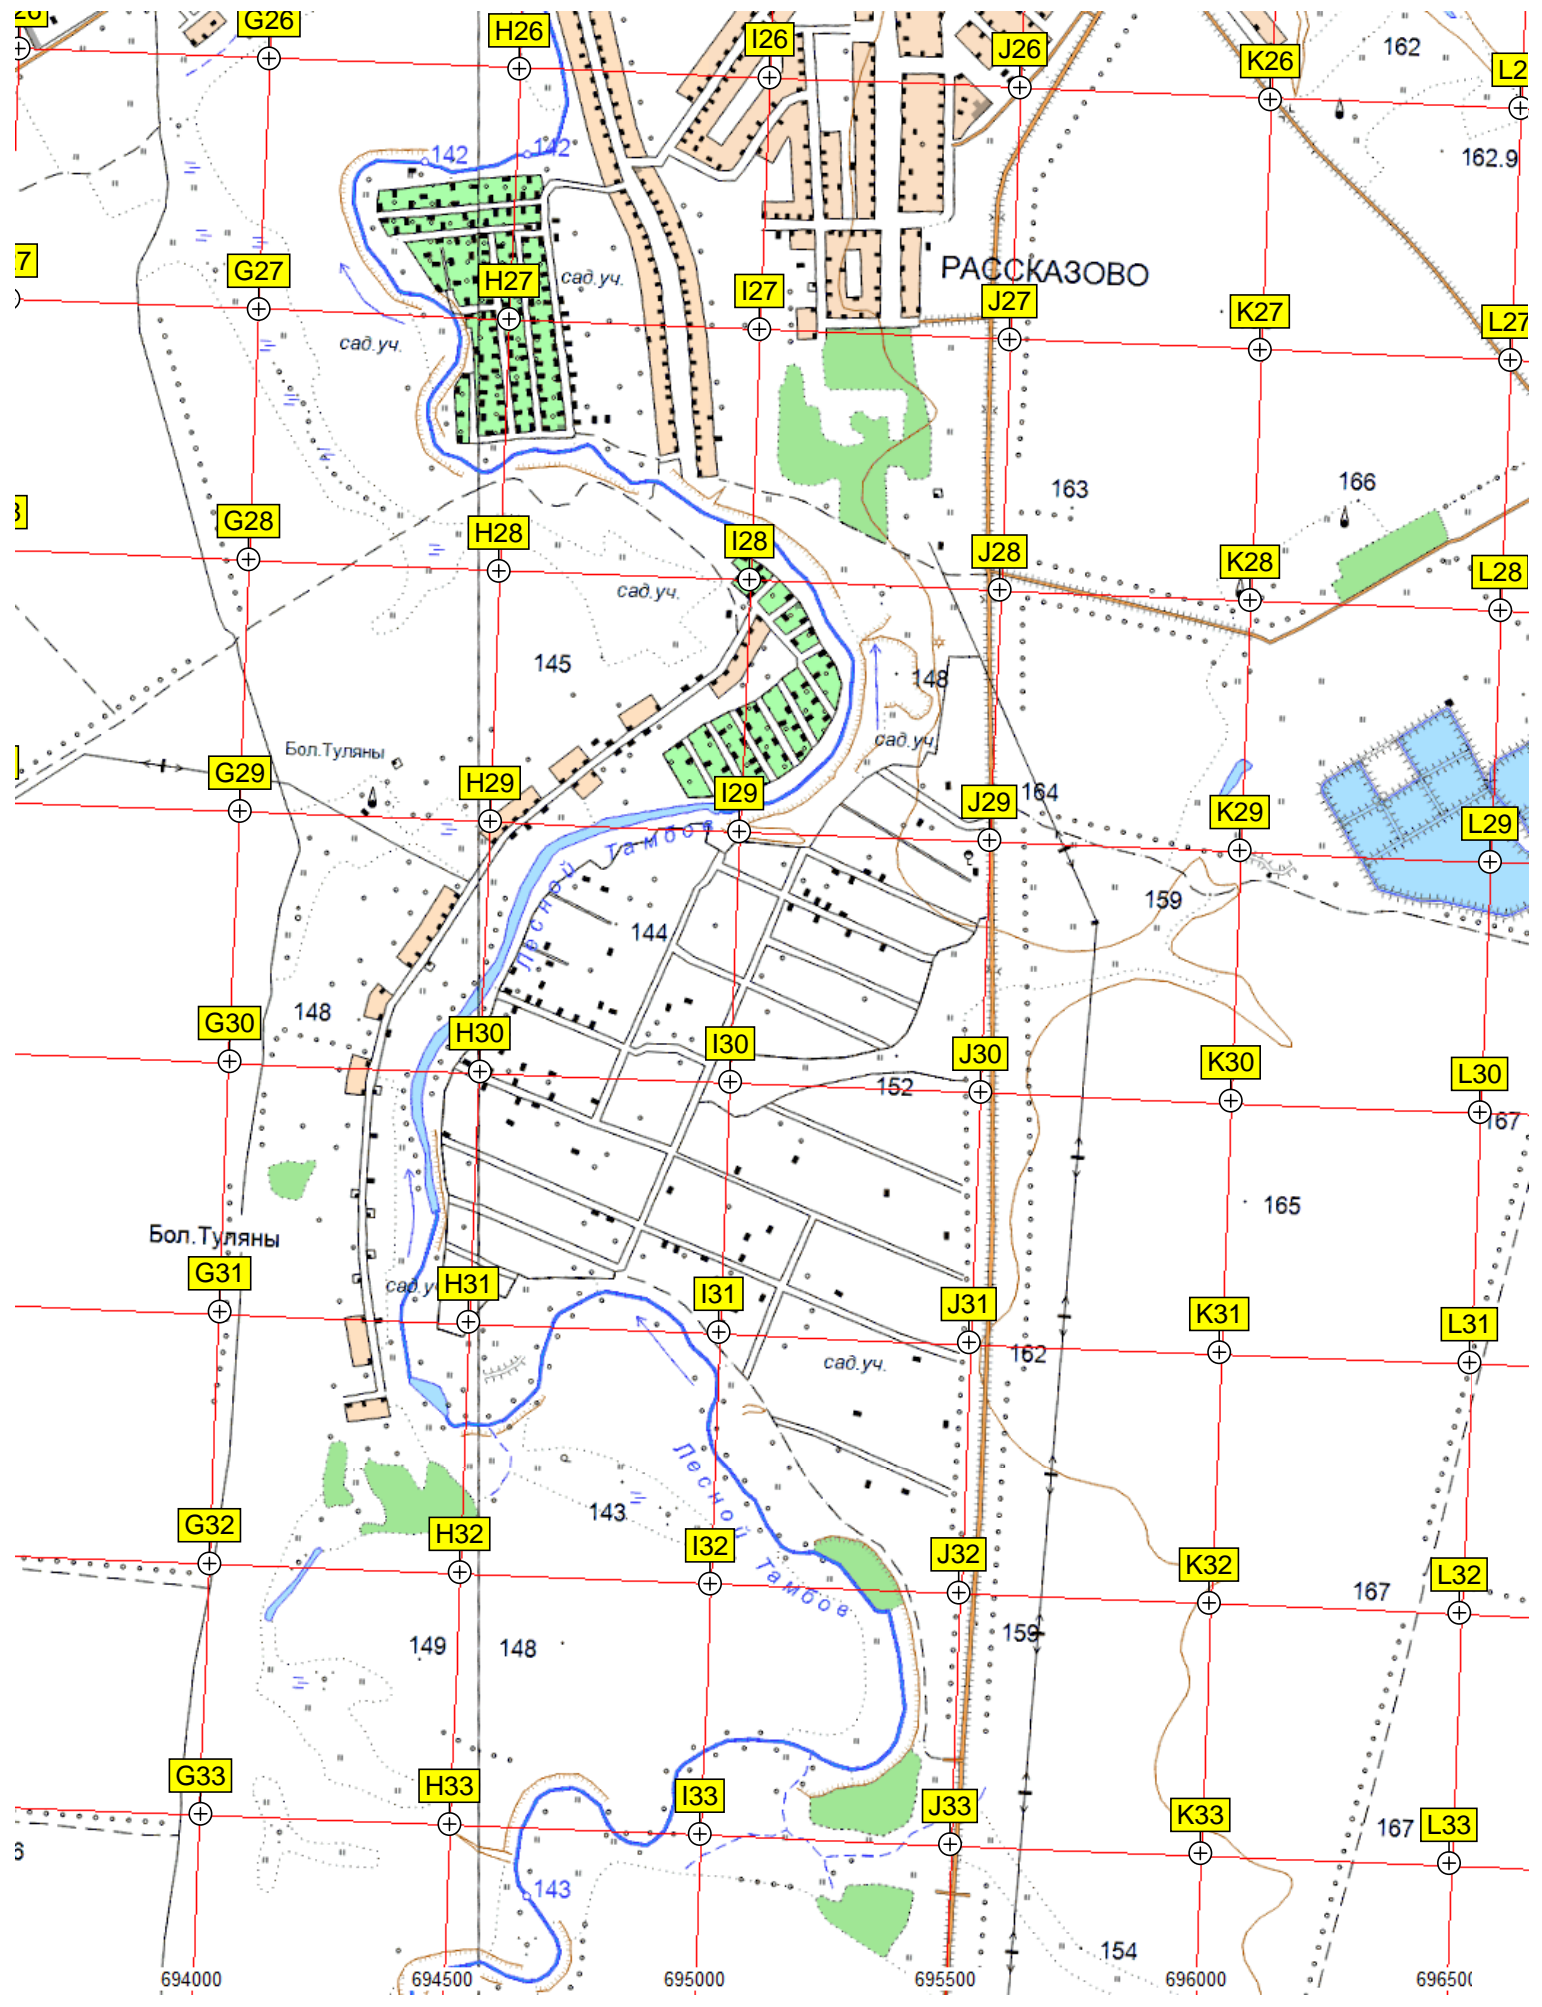 G26
H26
I26
J26
K26
162
142
142
162.9
G27
H27
I27
J27
K27
L27
сад.уч.
РАССКАЗОВО
сад.уч.
163
166
G28
H28
I28
J28
K28
L28
сад.уч.
145
148
Бол.Туляны
сад.уч.
G29
H29
I29
J29
164
K29
L29
Лесной Тамбов
144
159
148
G30
H30
I30
J30
K30
L30
152
167
165
Бол.Туляны
G31
сад.у
H31
I31
J31
K31
L31
162
сад.уч.
Лесной Тамбов
143
G32
H32
I32
J32
K32
L32
167
149
148
159
G33
H33
I33
J33
K33
L33
167
143
154
694000
694500
695000
695500
696000